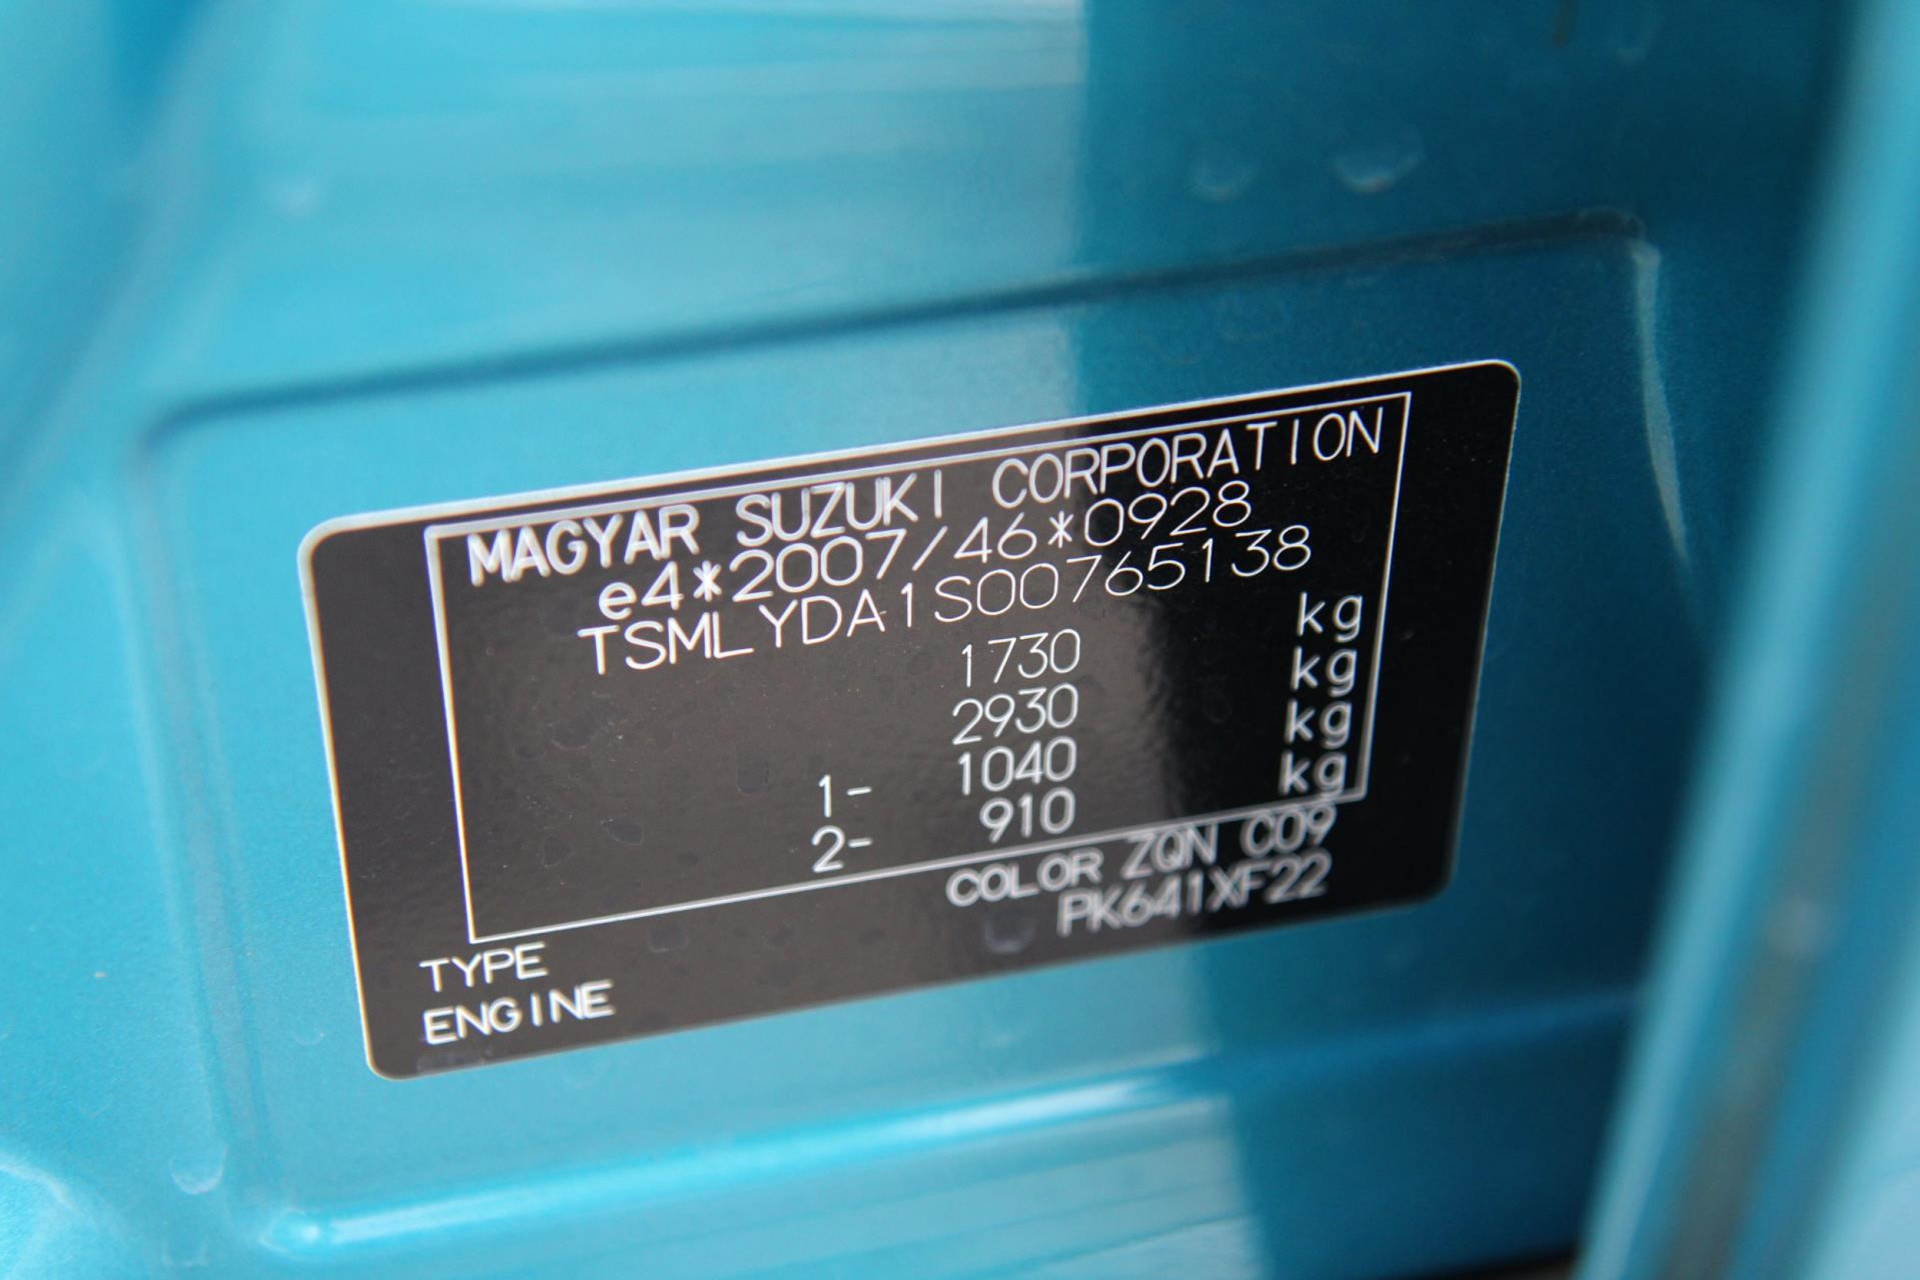 MAGYAR SUZUKI CORPORATION
e4*2007/46*0928
TSMLYDA1S00765138
1730 kg
2930 kg
1- 1040 kg
2- 910 kg
COLOR ZQN C09
TYPE PK641XF22
ENGINE